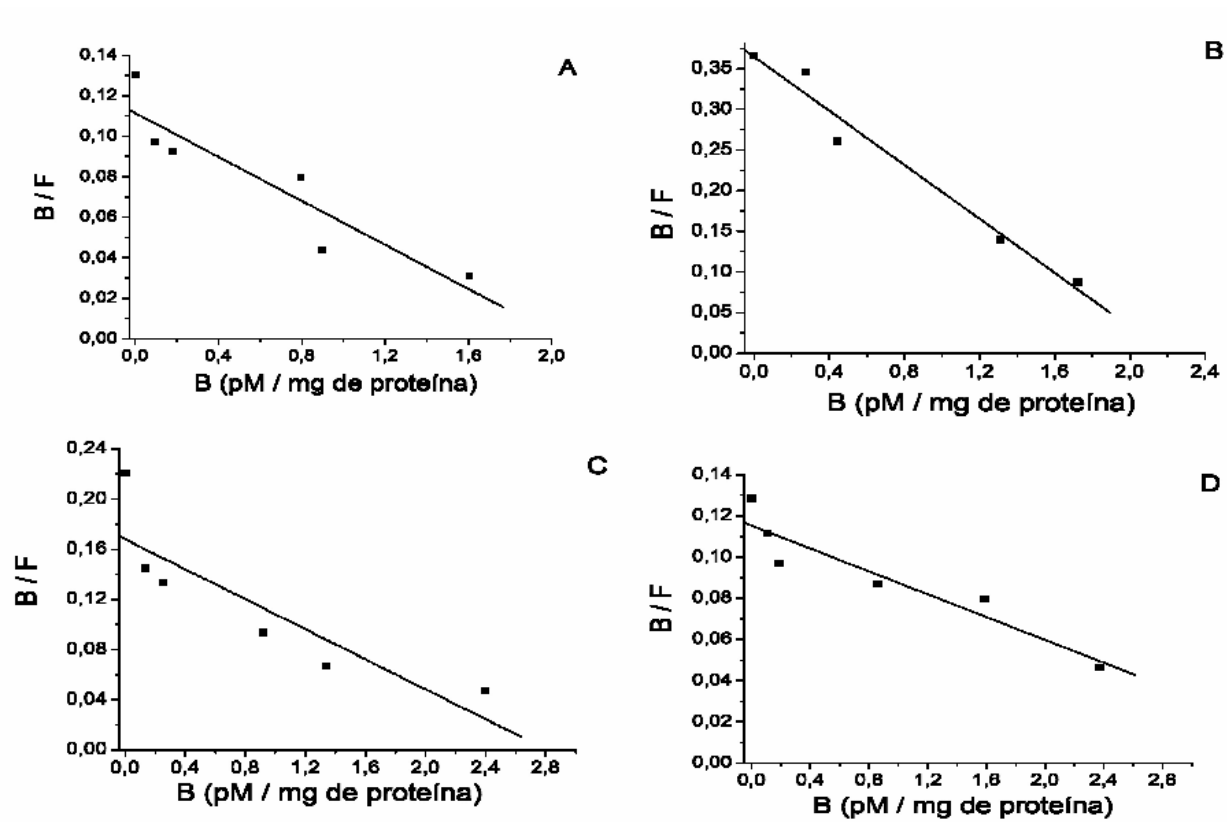 A
B / F
0,14
0,12
0,10
0,08
0,06
0,04
0,02
0,00
0,0 0,4 0,8 1,2 1,6 2,0
B (pM / mg de proteína)
B
B / F
0,35
0,30
0,25
0,20
0,15
0,10
0,05
0,00
0,0 0,4 0,8 1,2 1,6 2,0 2,4
B (pM / mg de proteína)
C
B / F
0,24
0,20
0,16
0,12
0,08
0,04
0,00
0,0 0,4 0,8 1,2 1,6 2,0 2,4 2,8
B (pM / mg de proteína)
D
B / F
0,14
0,12
0,10
0,08
0,06
0,04
0,02
0,00
0,0 0,4 0,8 1,2 1,6 2,0 2,4 2,8
B (pM / mg de proteína)